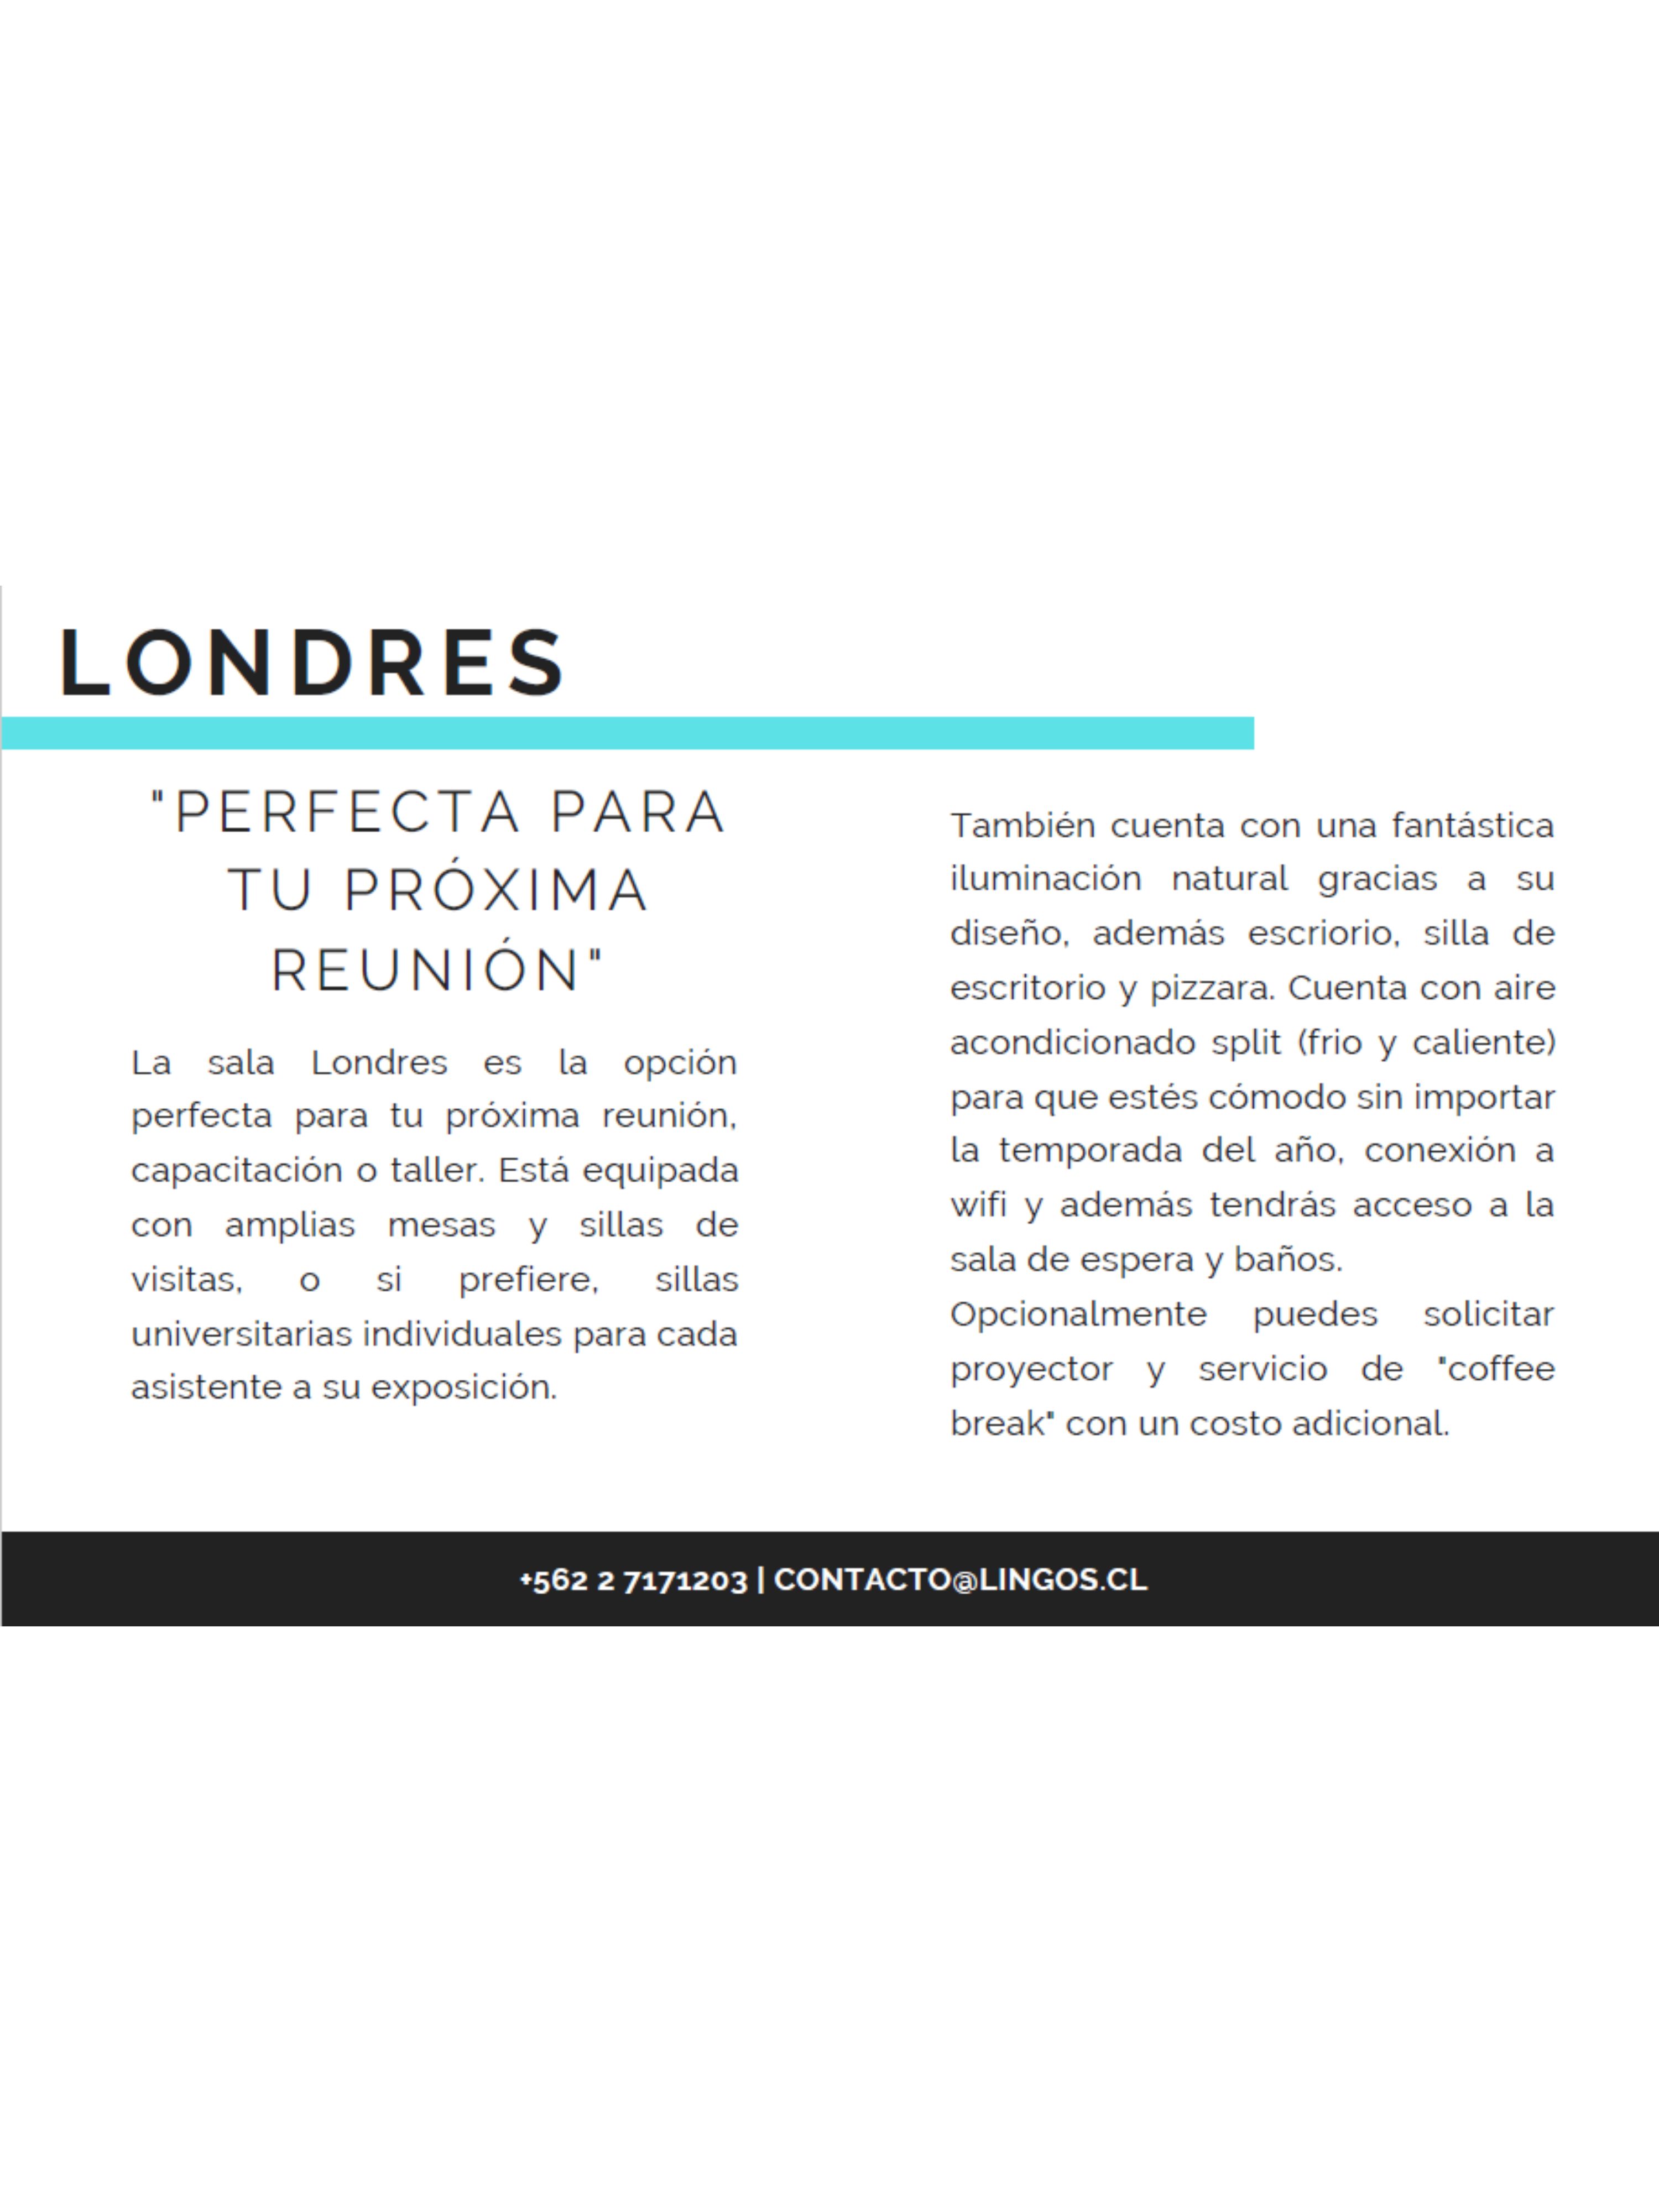 LONDRES
"PERFECTA PARA
TU PRÓXIMA
REUNIÓN"
La sala Londres es la opción
perfecta para tu próxima reunión,
capacitación o taller. Está equipada
con amplias mesas y sillas de
visitas, o si prefiere, sillas
universitarias individuales para cada
asistente a su exposición.
También cuenta con una fantástica
iluminación natural gracias a su
diseño, además escriorio, silla de
escritorio y pizzara. Cuenta con aire
acondicionado split (frio y caliente)
para que estés cómodo sin importar
la temporada del año, conexión a
wifi y además tendrás acceso a la
sala de espera y baños.
Opcionalmente puedes solicitar
proyector y servicio de "coffee
break" con un costo adicional.
+562 2 7171203 | CONTACTO@LINGOS.CL